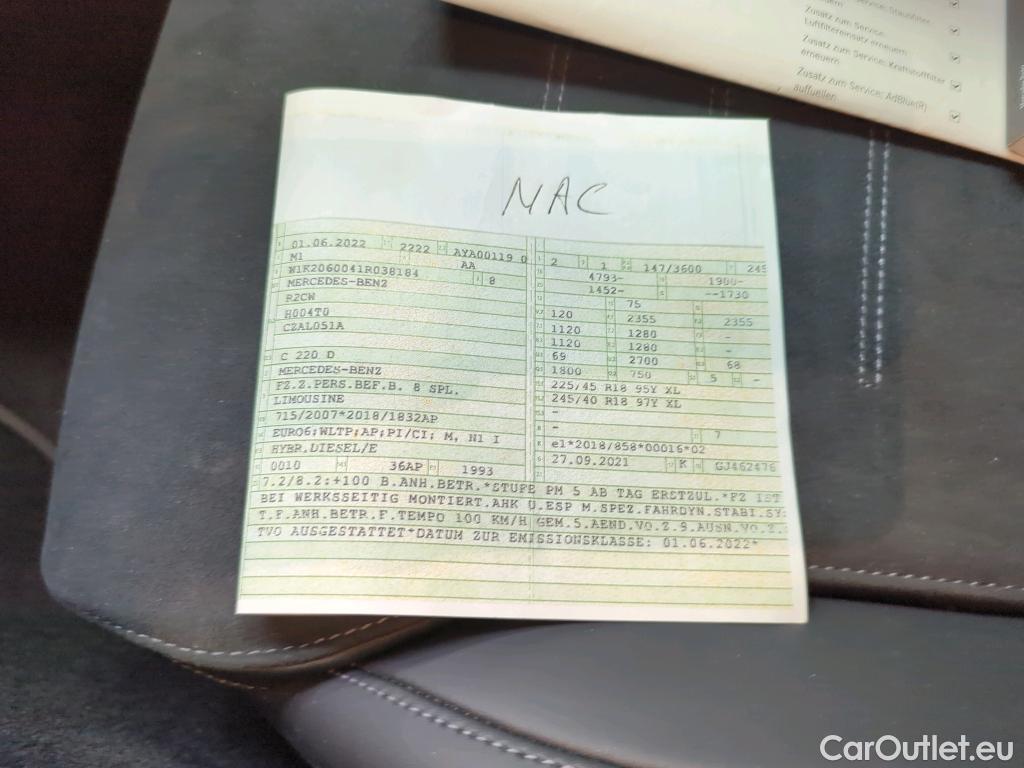 Service: Staubfilter
erneuern
Zusatz zum Service:
Luftfiltereinsatz erneuern
Zusatz zum Service: Kraftstofffilter
erneuern
Zusatz zum Service: AdBlue(R)
auffuellen
NAC
01.06.2022 2222 AYA00119 0
M1 AA
W1K2060041R038184
MERCEDES-BENZ 8
R2CW
H004T0
CZAL051A
C 220 D
MERCEDES-BENZ
FZ.Z.PERS.BEF.B. 8 SPL.
LIMOUSINE
715/2007*2018/1832AP
EURO6;WLTP;AP;PI/CI; M, N1 I
HYBR.DIESEL/E
0010 36AP 1993
2 1 147/3600 245
4793- 1900-
1452- --1730
75
120 2355 2355
1120 1280 -
1120 1280 -
69 2700 68
1800 750 5 -
225/45 R18 95Y XL
245/40 R18 97Y XL
-
- 7
e1*2018/858*00016*02
27.09.2021 K GJ462476
7.2/8.2:+100 B.ANH.BETR.*STUFE PM 5 AB TAG ERSTZUL.*FZ IST
BEI WERKSSEITIG MONTIERT.AHK U.ESP M.SPEZ.FAHRDYN.STABI.SY
T.F.ANH.BETR.F.TEMPO 100 KM/H GEM.5.AEND.VO.Z.9.AUSN.VO.Z.
TVO AUSGESTATTET*DATUM ZUR EMISSIONSKLASSE: 01.06.2022*
CarOutlet.eu